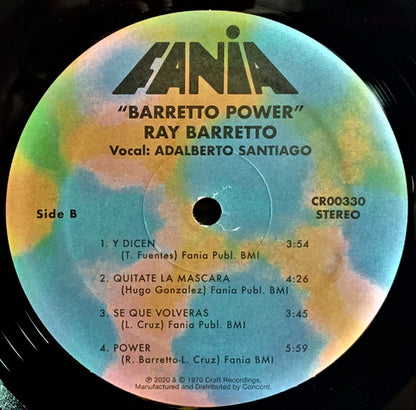 FANIA
"BARRETTO POWER"
RAY BARRETTO
Vocal: ADALBERTO SANTIAGO
CR00330
STEREO
Side B
1. Y DICEN 3:54
(T. Fuentes) Fania Publ. BMI
2. QUITATE LA MASCARA 4:26
(Hugo Gonzalez) Fania Publ. BMI
3. SE QUE VOLVERAS 3:45
(L. Cruz) Fania Publ. BMI
4. POWER 5:59
(R. Barretto-L. Cruz) Fania BMI
℗ 2020 & © 1970 Craft Recordings.
Manufactured and Distributed by Concord.